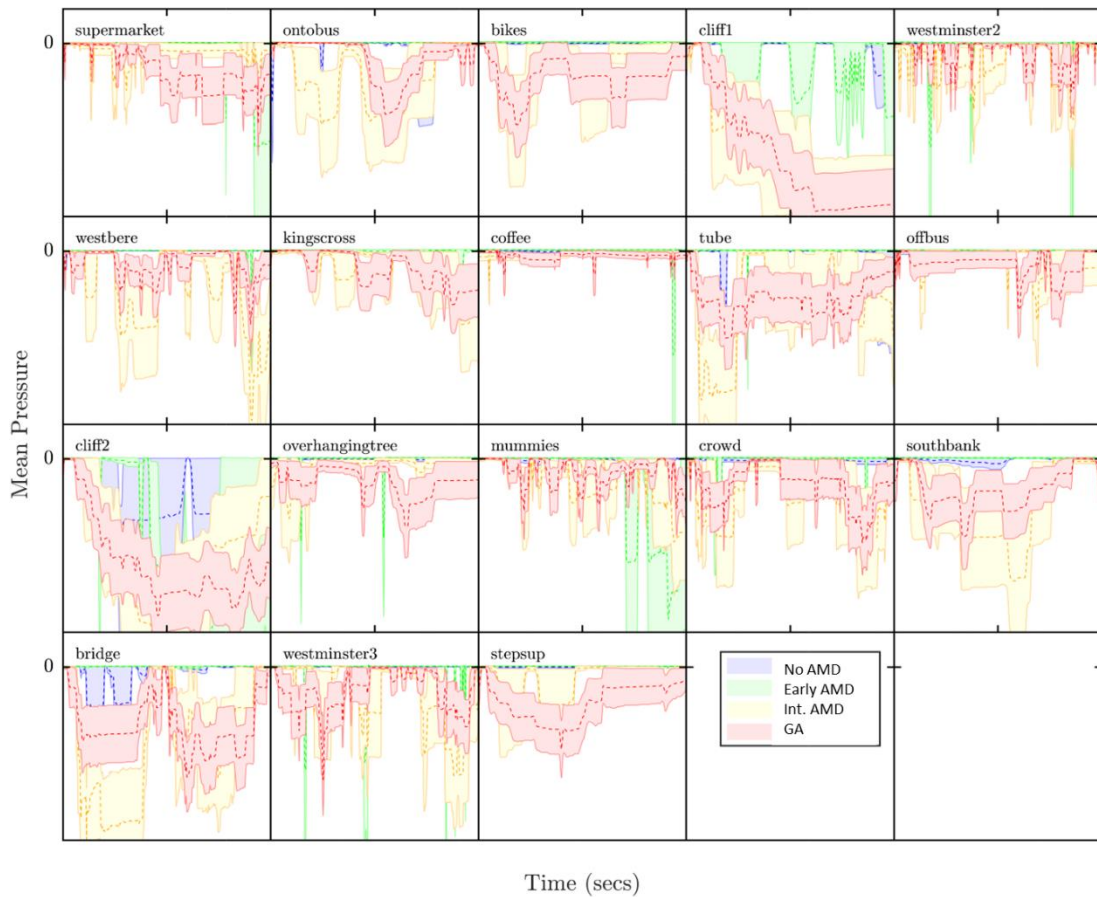 supermarket
ontobus
bikes
cliff1
westminster2
0
westbere
kingscross
coffee
tube
offbus
0
Mean Pressure
cliff2
overhangingtree
mummies
crowd
southbank
0
bridge
westminster3
stepsup
0
No AMD
Early AMD
Int. AMD
GA
Time (secs)